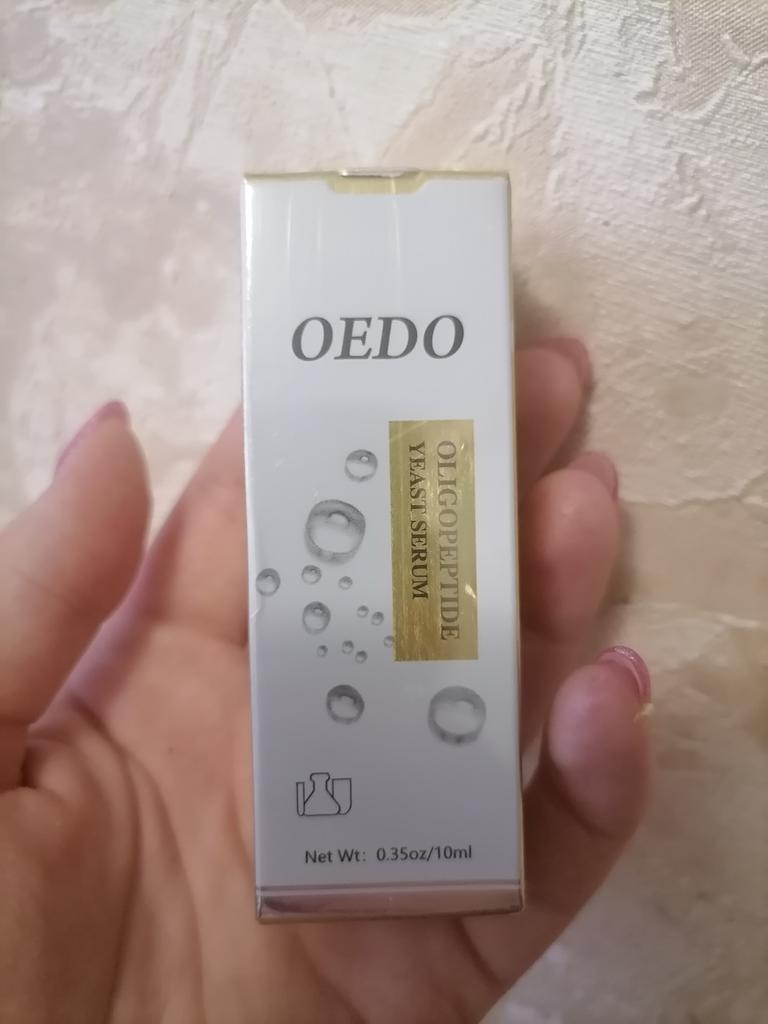 OEDO
OLIGOPEPTIDE
YEAST SERUM
Net Wt: 0.35oz/10ml